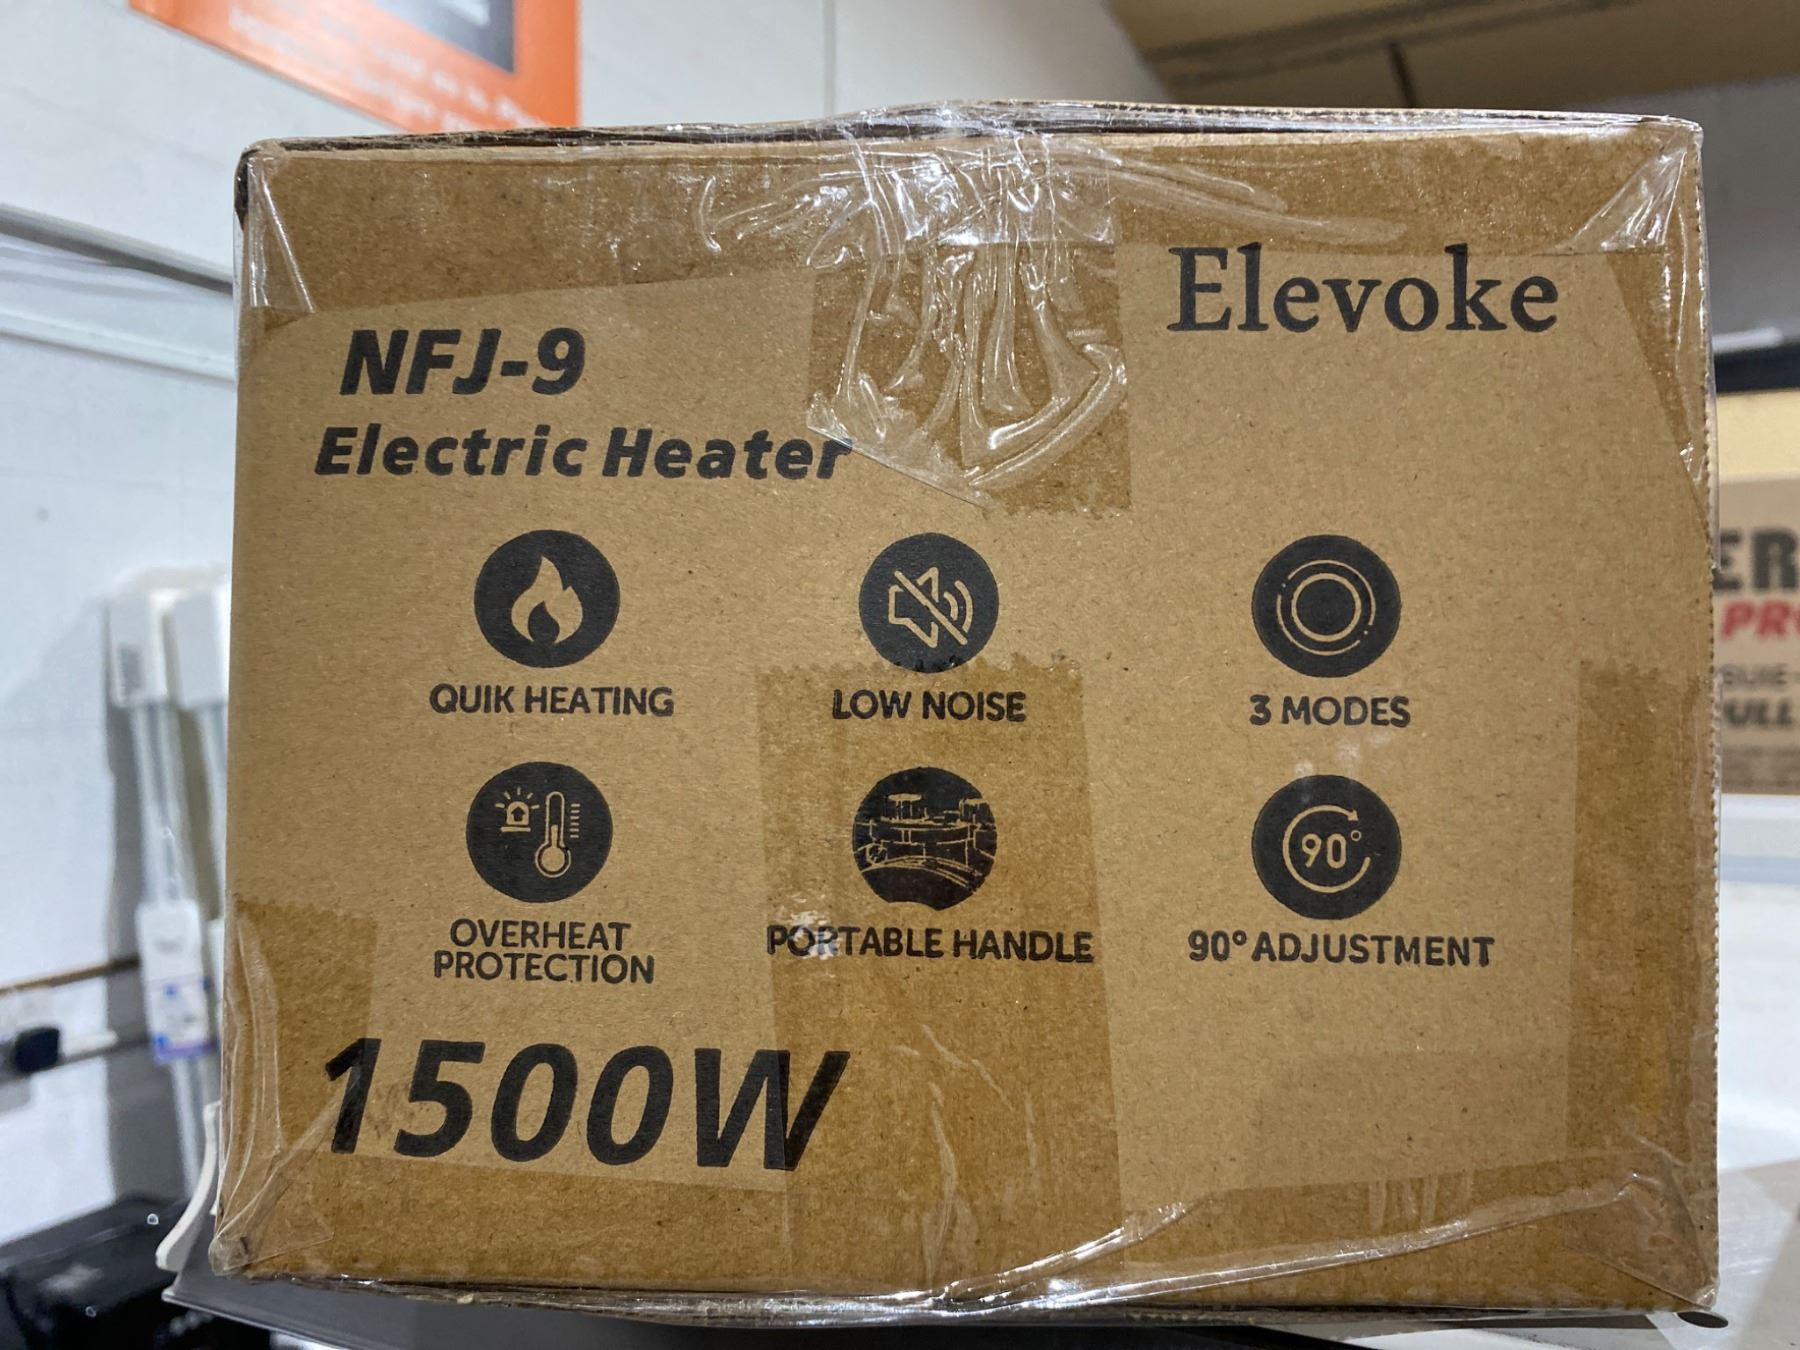 Elevoke
NFJ-9
Electric Heater
QUIK HEATING
LOW NOISE
3 MODES
OVERHEAT
PROTECTION
PORTABLE HANDLE
90
90° ADJUSTMENT
1500W